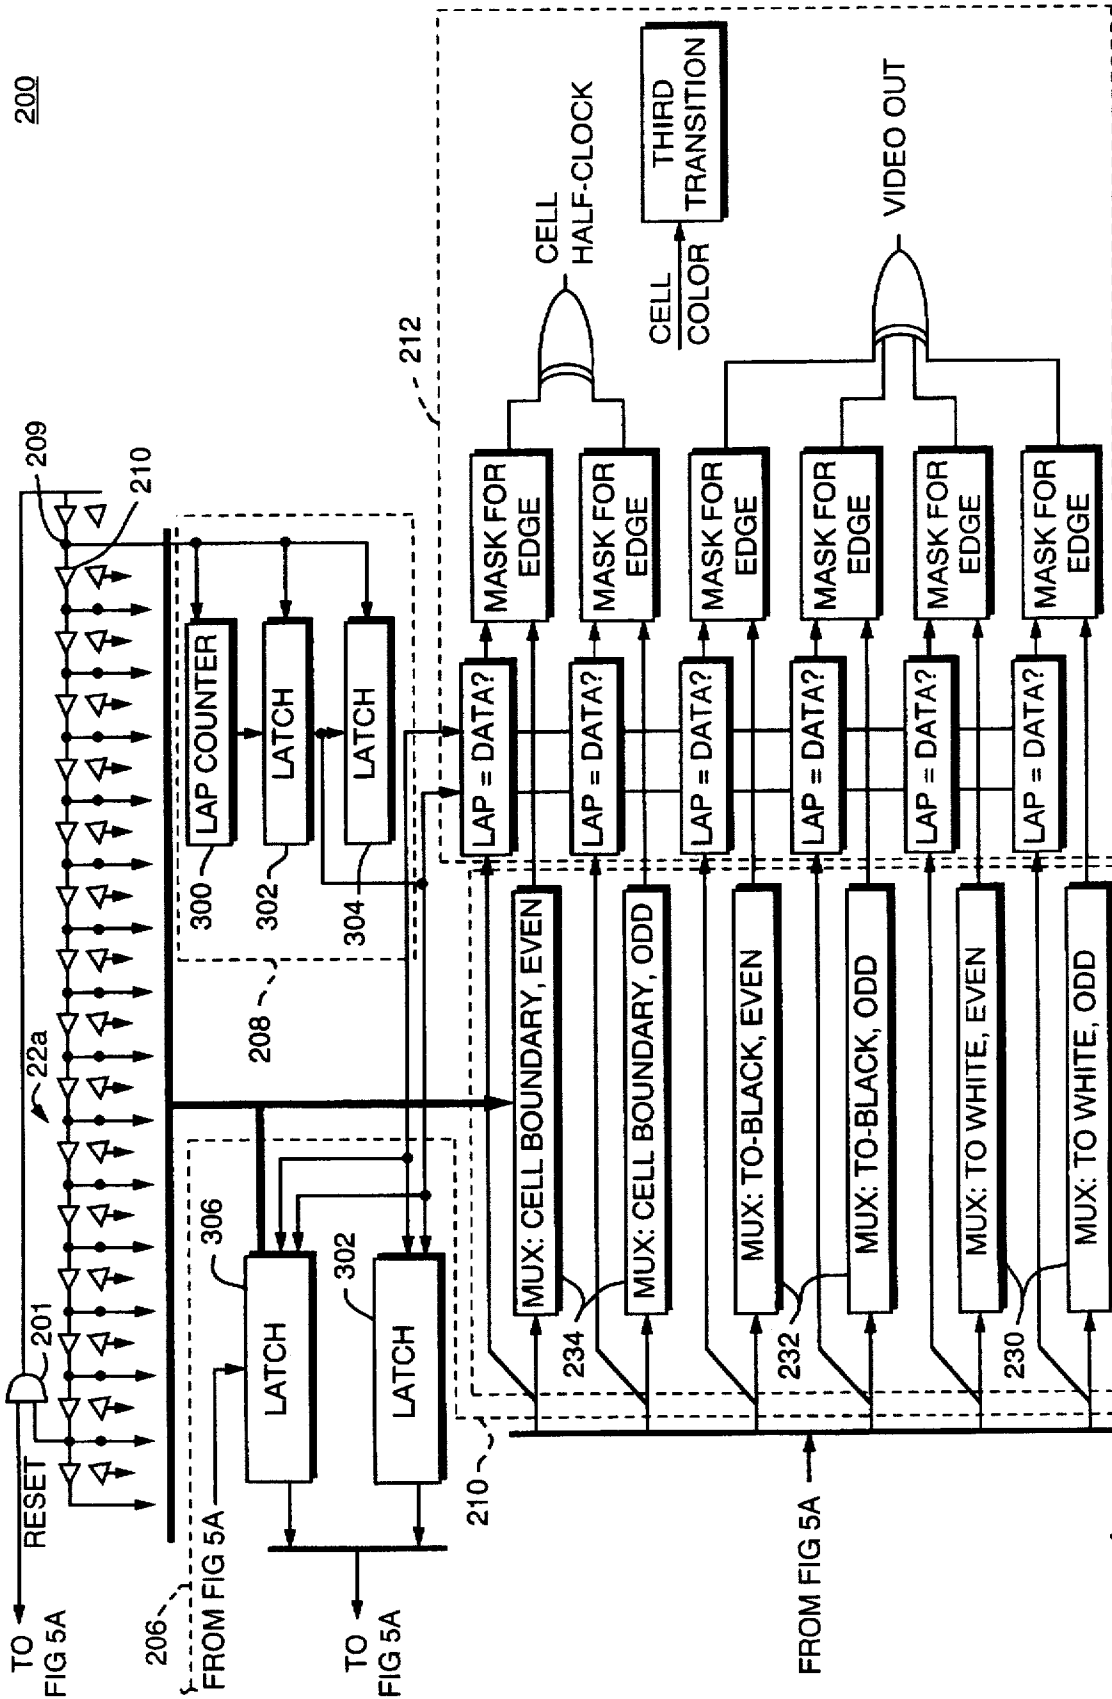 200
TO
FIG 5A
RESET
201
22a
209
210
206
FROM FIG 5A
306
LATCH
302
LATCH
TO
FIG 5A
208
300
LAP COUNTER
302
LATCH
304
LATCH
212
210
FROM FIG 5A
234
232
230
MUX: CELL BOUNDARY, EVEN
MUX: CELL BOUNDARY, ODD
MUX: TO-BLACK, EVEN
MUX: TO-BLACK, ODD
MUX: TO WHITE, EVEN
MUX: TO WHITE, ODD
LAP = DATA?
LAP = DATA?
LAP = DATA?
LAP = DATA?
LAP = DATA?
LAP = DATA?
MASK FOR
EDGE
MASK FOR
EDGE
MASK FOR
EDGE
MASK FOR
EDGE
MASK FOR
EDGE
MASK FOR
EDGE
CELL
HALF-CLOCK
CELL
COLOR
THIRD
TRANSITION
VIDEO OUT